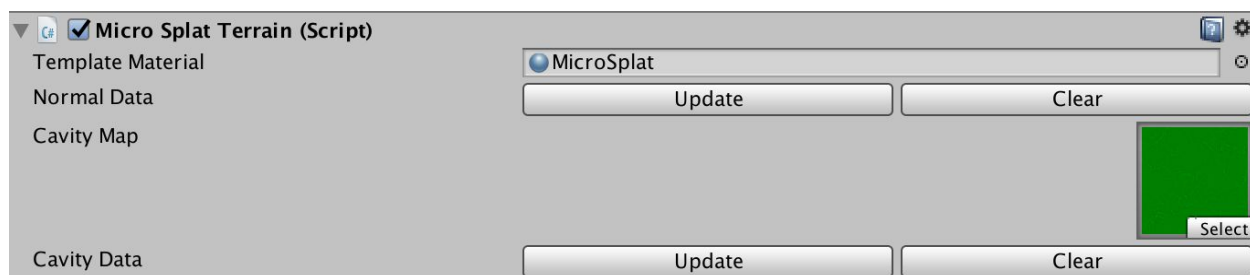 Micro Splat Terrain (Script)
Template Material MicroSplat
Normal Data Update Clear
Cavity Map
Select
Cavity Data Update Clear